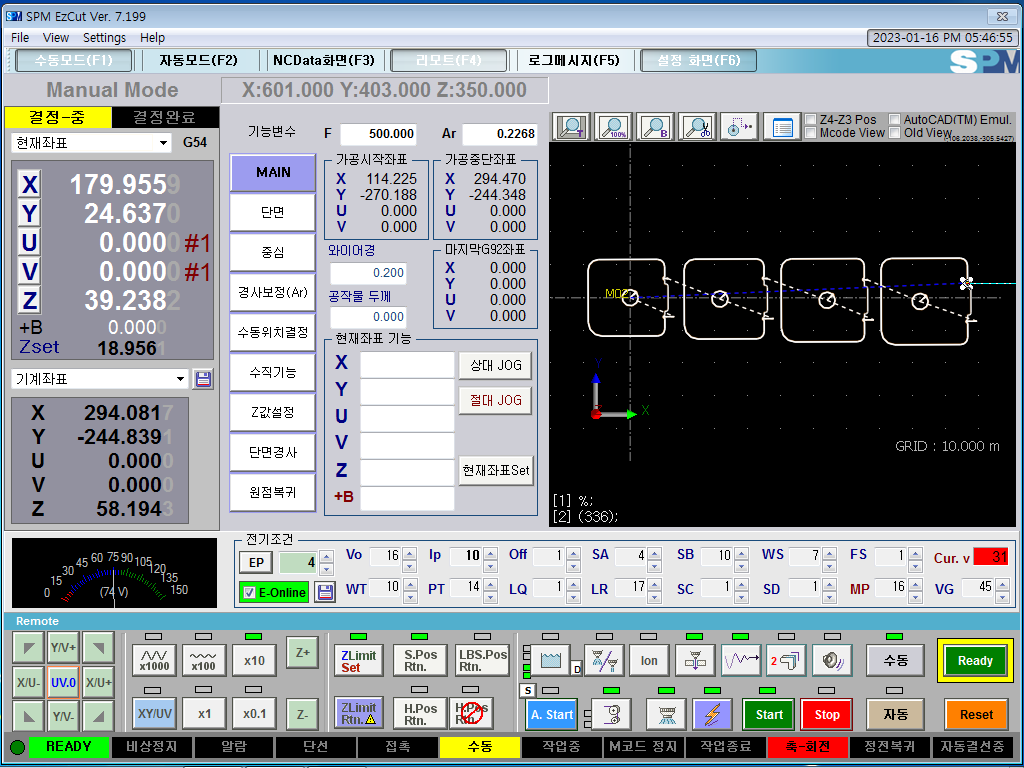 SPM EzCut Ver. 7.199
File View Settings Help
2023-01-16 PM 05:46:55
수동모드(F1) 자동모드(F2) NCData화면(F3) 리모트(F4) 로그메시지(F5) 설정 화면(F6)
SPM
Manual Mode
X:601.000 Y:403.000 Z:350.000
결정-중 결정완료
현재좌표 G54
X 179.9559
Y 24.6370
U 0.0000 #1
V 0.0000 #1
Z 39.2382
+B 0.0000
Zset 18.9561
기계좌표
X 294.0817
Y -244.8391
U 0.0000
V 0.0000
Z 58.1943
기능변수 F 500.000 Ar 0.2268
MAIN
단면
중심
경사보정(Ar)
수동위치결정
수직기능
Z값설정
단면경사
원점복귀
가공시작좌표
X 114.225
Y -270.188
U 0.000
V 0.000
가공중단좌표
X 294.470
Y -244.348
U 0.000
V 0.000
와이어경
0.200
공작물 두께
0.000
마지막G92좌표
X 0.000
Y 0.000
U 0.000
V 0.000
현재좌표 기능
X
Y
U
V
Z
+B
상대 JOG
절대 JOG
현재좌표Set
T 100% B
Z4-Z3 Pos AutoCAD(TM) Emul.
Mcode View Old View
M02
Y
X
GRID : 10.000 m
[1] %;
[2] (336);
0 15 30 45 60 75 90 105 120 135 150
(74 V)
전기조건
EP 4 Vo 16 Ip 10 Off 1 SA 4 SB 10 WS 7 FS 1 Cur. v 31
E-Online WT 10 PT 14 LQ 1 LR 17 SC 1 SD 1 MP 16 VG 45
Remote
Y/V+
X/U- UV.0 X/U+
Y/V-
x1000 x100 x10 Z+
XY/UV x1 x0.1 Z-
ZLimit Set S.Pos Rtn. LBS.Pos Rtn.
ZLimit Rtn. H.Pos Rtn. H.Pos Rtn.
D Ion 2 수동 Ready
S A. Start Start Stop 자동 Reset
READY 비상정지 알람 단선 접촉 수동 작업중 M코드 정지 작업종료 축-회전 정전복귀 자동결선중